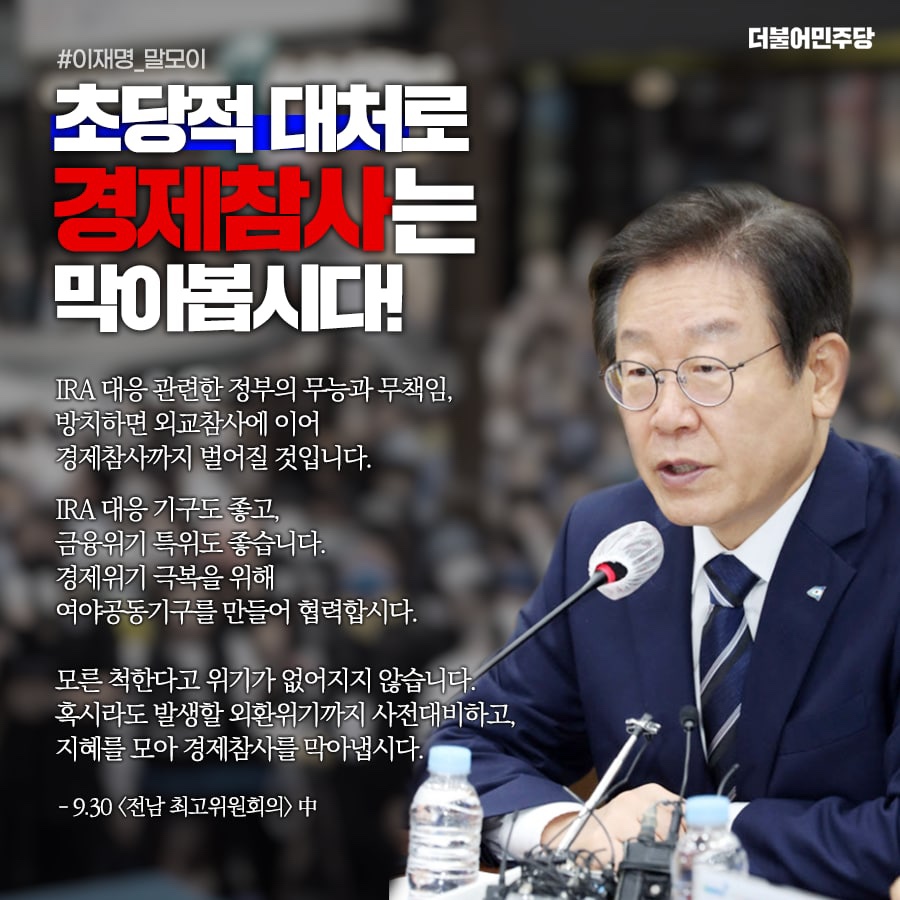 더불어민주당
#이재명_말모이
초당적 대처로
경제참사는
막아봅시다!
IRA 대응 관련한 정부의 무능과 무책임,
방치하면 외교참사에 이어
경제참사까지 벌어질 것입니다.
IRA 대응 기구도 좋고,
금융위기 특위도 좋습니다.
경제위기 극복을 위해
여야공동기구를 만들어 협력합시다.
모른 척한다고 위기가 없어지지 않습니다.
혹시라도 발생할 외환위기까지 사전대비하고,
지혜를 모아 경제참사를 막아냅시다.
- 9.30 <전남 최고위원회의> 中